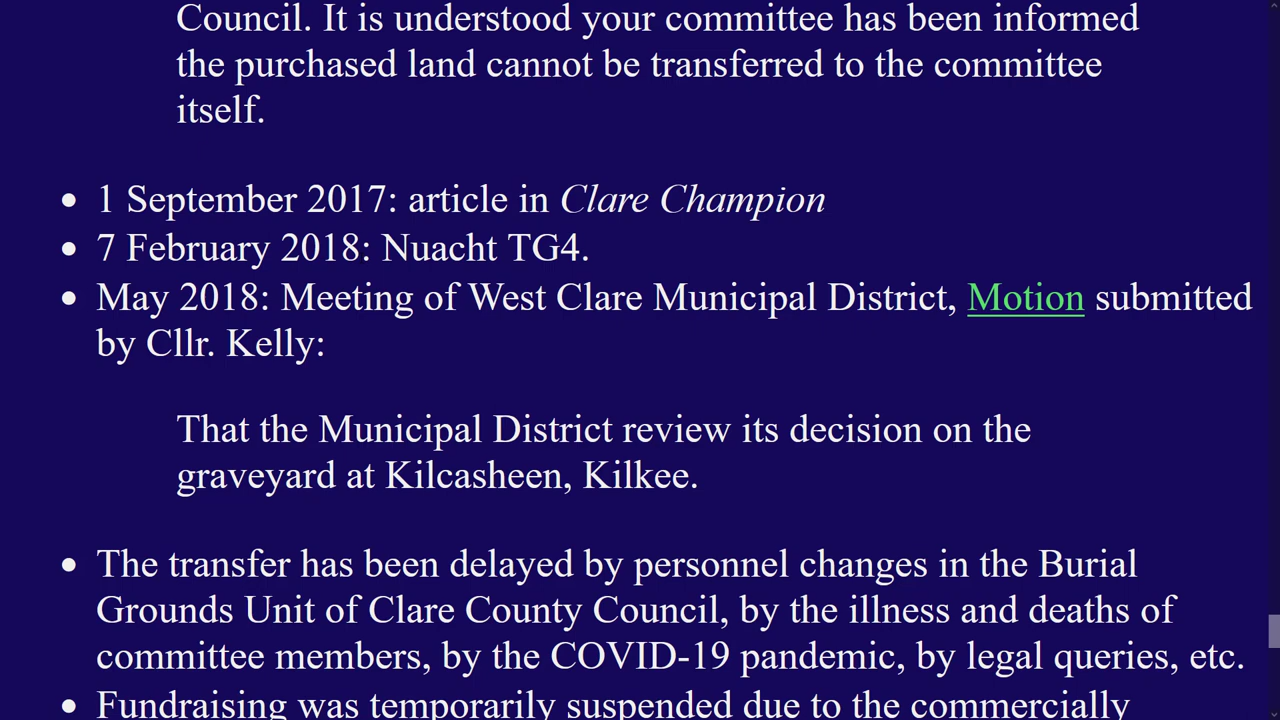 Council. It is understood your committee has been informed
the purchased land cannot be transferred to the committee
itself.
• 1 September 2017: article in Clare Champion
• 7 February 2018: Nuacht TG4.
• May 2018: Meeting of West Clare Municipal District, Motion submitted
by Cllr. Kelly:
That the Municipal District review its decision on the
graveyard at Kilcasheen, Kilkee.
• The transfer has been delayed by personnel changes in the Burial
Grounds Unit of Clare County Council, by the illness and deaths of
committee members, by the COVID-19 pandemic, by legal queries, etc.
• Fundraising was temporarily suspended due to the commercially